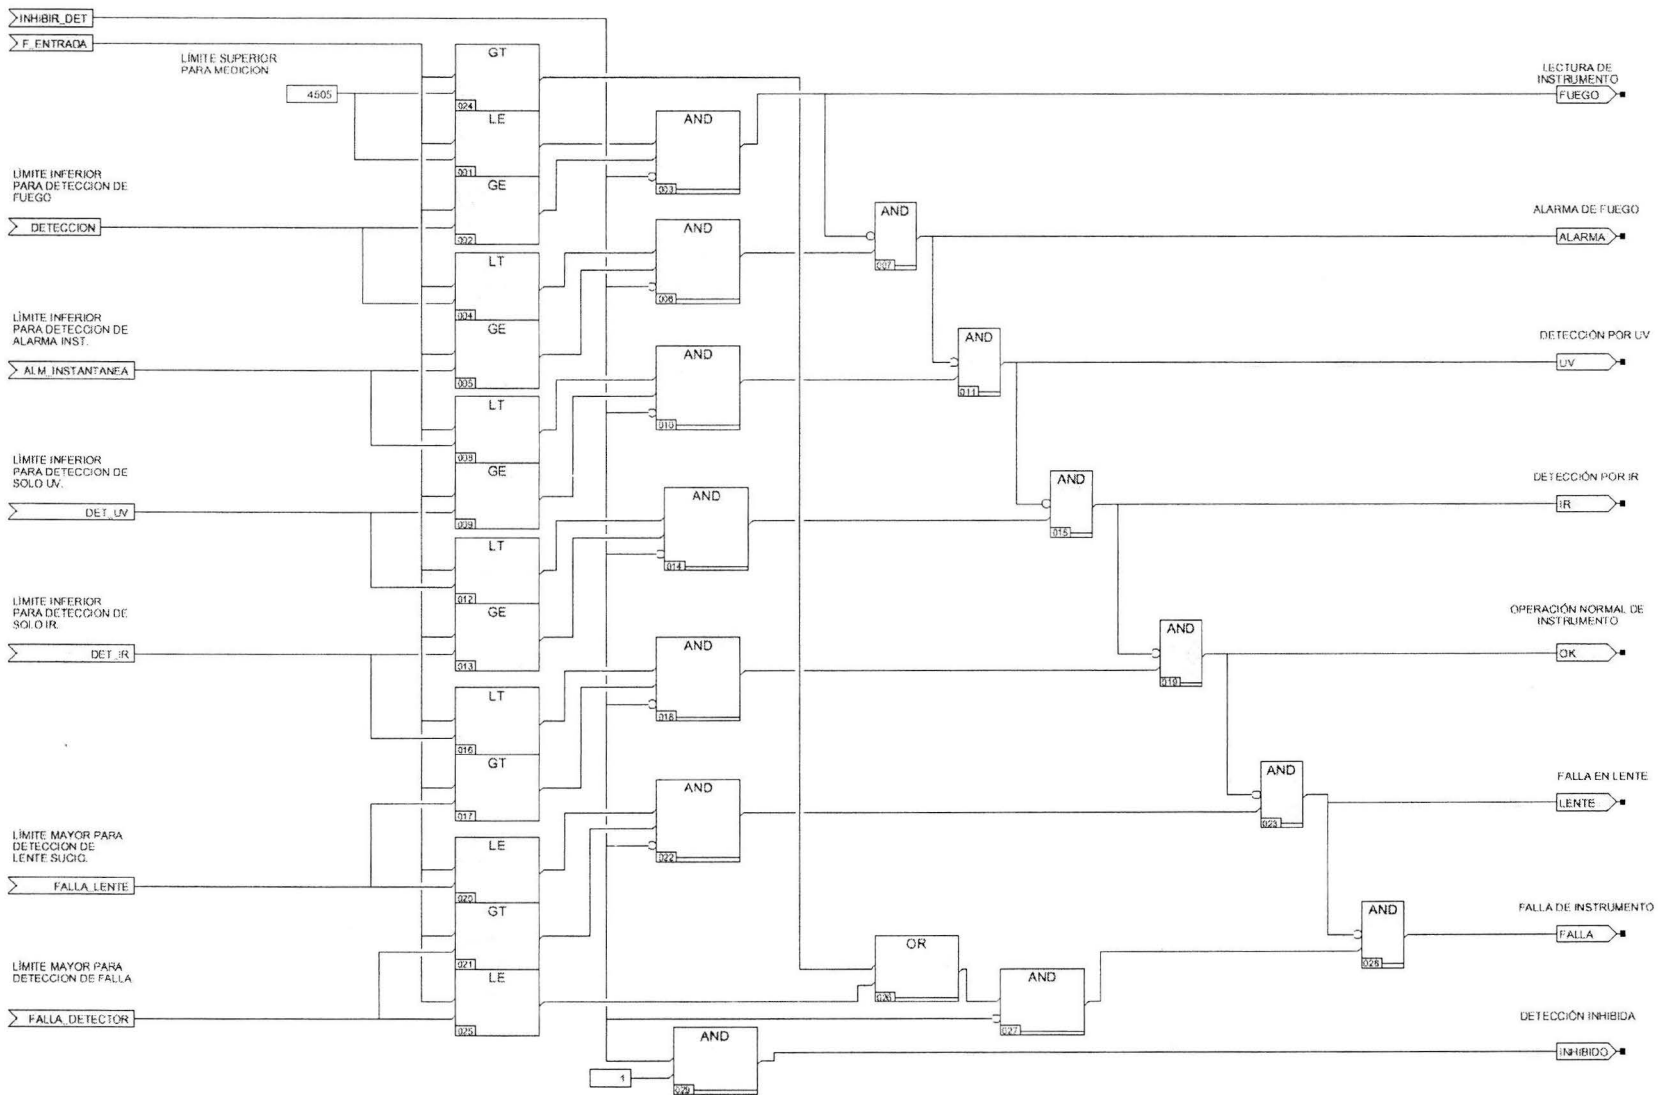 INHIBIR_DET
F_ENTRADA
LÍMITE SUPERIOR
PARA MEDICION
4505
GT
024
LE
001
GE
002
AND
003
LECTURA DE
INSTRUMENTO
FUEGO
LÍMITE INFERIOR
PARA DETECCION DE
FUEGO
DETECCION
LT
004
GE
005
AND
006
AND
007
ALARMA DE FUEGO
ALARMA
LÍMITE INFERIOR
PARA DETECCION DE
ALARMA INST.
ALM_INSTANTANEA
LT
008
GE
009
AND
010
AND
011
DETECCIÓN POR UV
UV
LÍMITE INFERIOR
PARA DETECCION DE
SOLO UV.
DET_UV
LT
012
GE
013
AND
014
AND
015
DETECCIÓN POR IR
IR
LÍMITE INFERIOR
PARA DETECCION DE
SOLO IR.
DET_IR
LT
016
GT
017
AND
018
AND
019
OPERACIÓN NORMAL DE
INSTRUMENTO
OK
LÍMITE MAYOR PARA
DETECCION DE
LENTE SUCIO.
FALLA_LENTE
LE
020
GT
021
AND
022
AND
023
FALLA EN LENTE
LENTE
LÍMITE MAYOR PARA
DETECCION DE FALLA
FALLA_DETECTOR
LE
025
OR
026
AND
027
AND
028
FALLA DE INSTRUMENTO
FALLA
1
AND
029
DETECCIÓN INHIBIDA
INHIBIDO